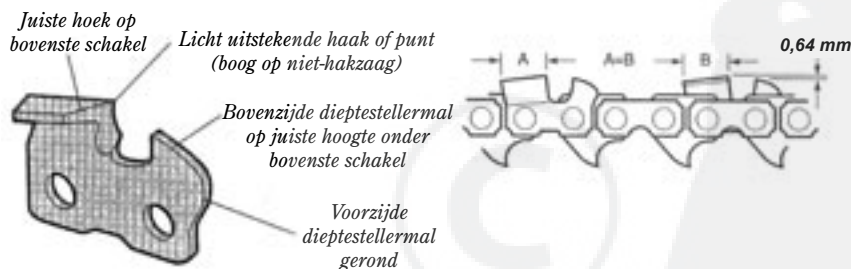 Juiste hoek op
bovenste schakel
Licht uitstekende haak of punt
(boog op niet-hakzaag)
Bovenzijde dieptestellermal
op juiste hoogte onder
bovenste schakel
Voorzijde
dieptestellermal
gerond
A
A=B
B
0,64 mm